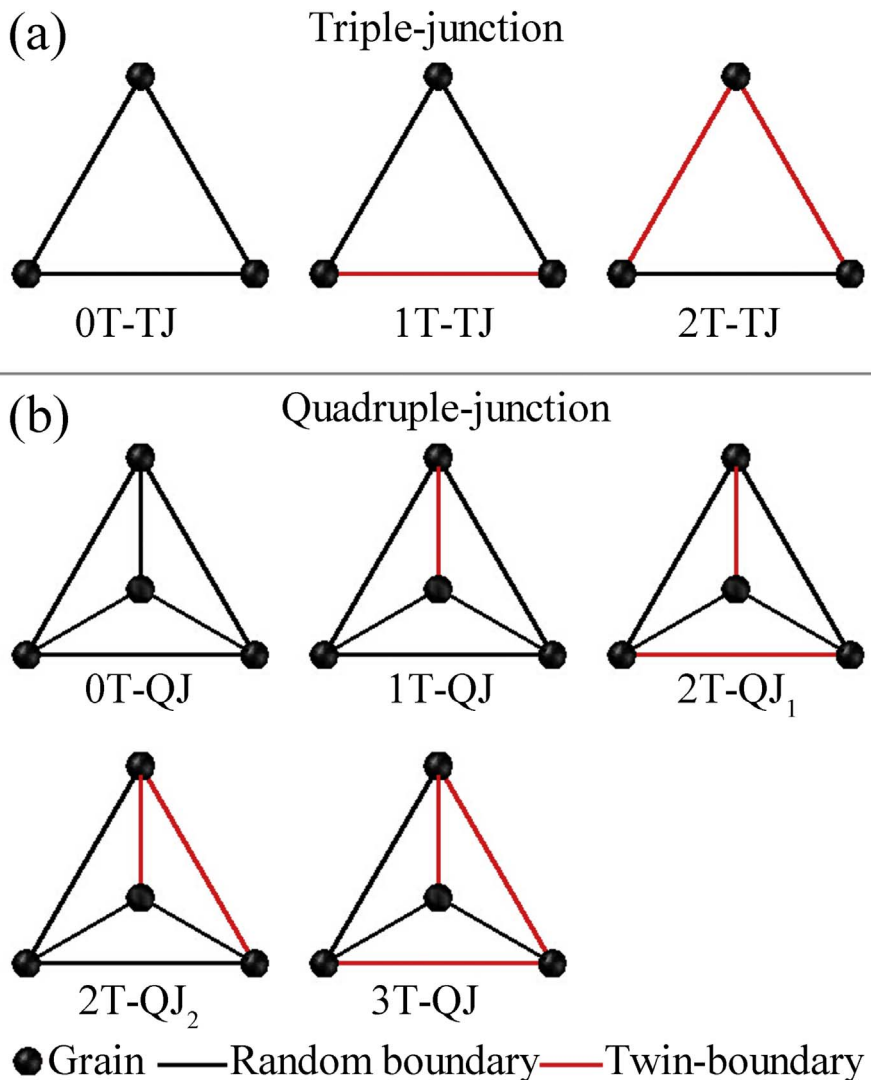 (a) Triple-junction
0T-TJ 1T-TJ 2T-TJ
(b) Quadruple-junction
0T-QJ 1T-QJ 2T-QJ₁
2T-QJ₂ 3T-QJ
Grain Random boundary Twin-boundary